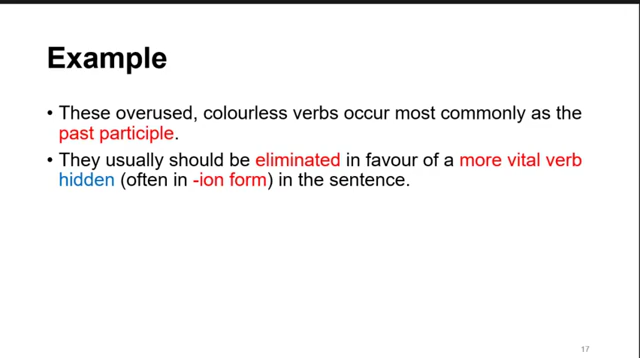 Example
• These overused, colourless verbs occur most commonly as the
past participle.
• They usually should be eliminated in favour of a more vital verb
hidden (often in -ion form) in the sentence.
17